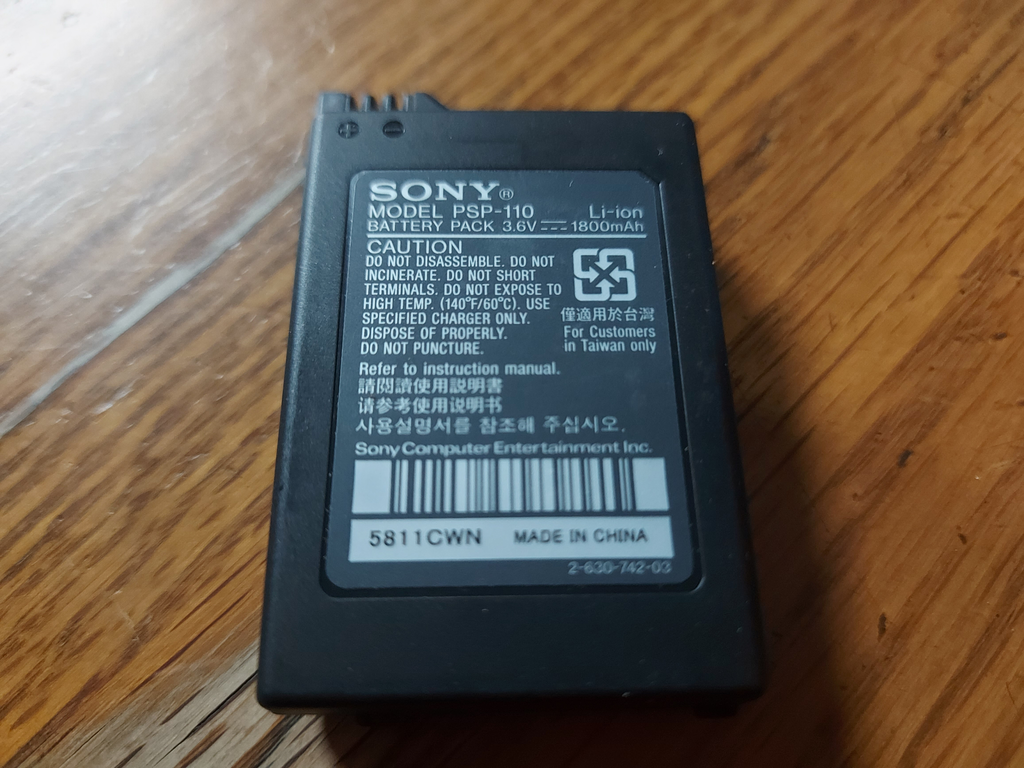 SONY®
MODEL PSP-110 Li-ion
BATTERY PACK 3.6V 1800mAh
CAUTION
DO NOT DISASSEMBLE. DO NOT
INCINERATE. DO NOT SHORT
TERMINALS. DO NOT EXPOSE TO
HIGH TEMP. (140°F/60°C). USE
SPECIFIED CHARGER ONLY.
DISPOSE OF PROPERLY.
DO NOT PUNCTURE.
僅適用於台灣
For Customers
in Taiwan only
Refer to instruction manual.
請閱讀使用説明書
请参考使用说明书
사용설명서를 참조해 주십시오.
Sony Computer Entertainment Inc.
5811CWN MADE IN CHINA
2-630-742-03